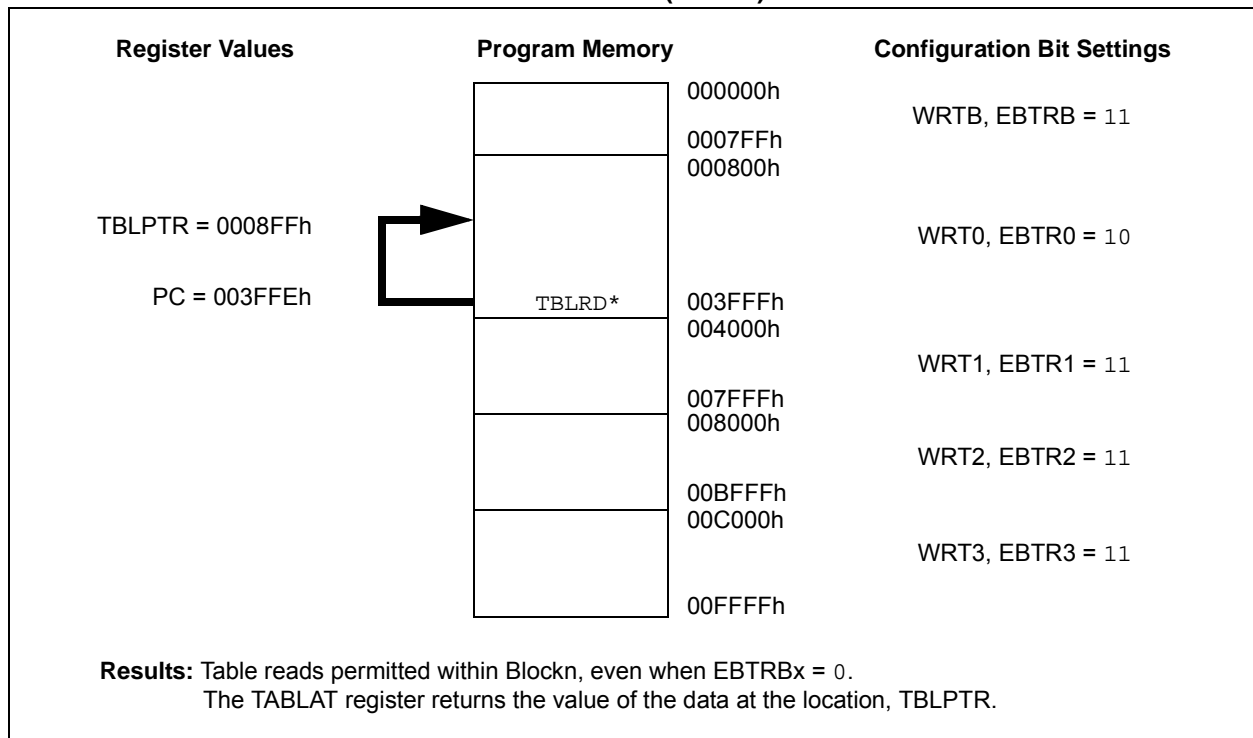 Register Values Program Memory Configuration Bit Settings
000000h
WRTB, EBTRB = 11
0007FFh
000800h
TBLPTR = 0008FFh
WRT0, EBTR0 = 10
PC = 003FFEh
TBLRD*
003FFFh
004000h
WRT1, EBTR1 = 11
007FFFh
008000h
WRT2, EBTR2 = 11
00BFFFh
00C000h
WRT3, EBTR3 = 11
00FFFFh
Results: Table reads permitted within Blockn, even when EBTRBx = 0.
The TABLAT register returns the value of the data at the location, TBLPTR.